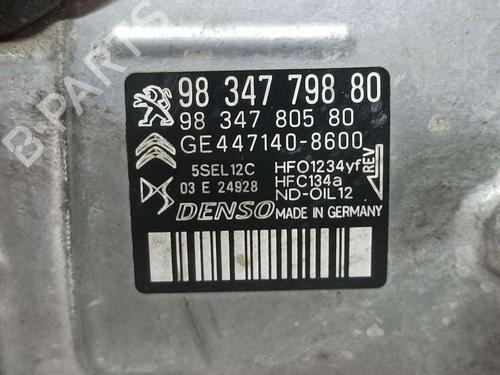 98 347 798 80
98 347 805 80
GE447140-8600
5SEL12C
03 E 24928
HFO1234yf
HFC134a
ND-OIL12
REV
DENSO MADE IN GERMANY
B-PARTS